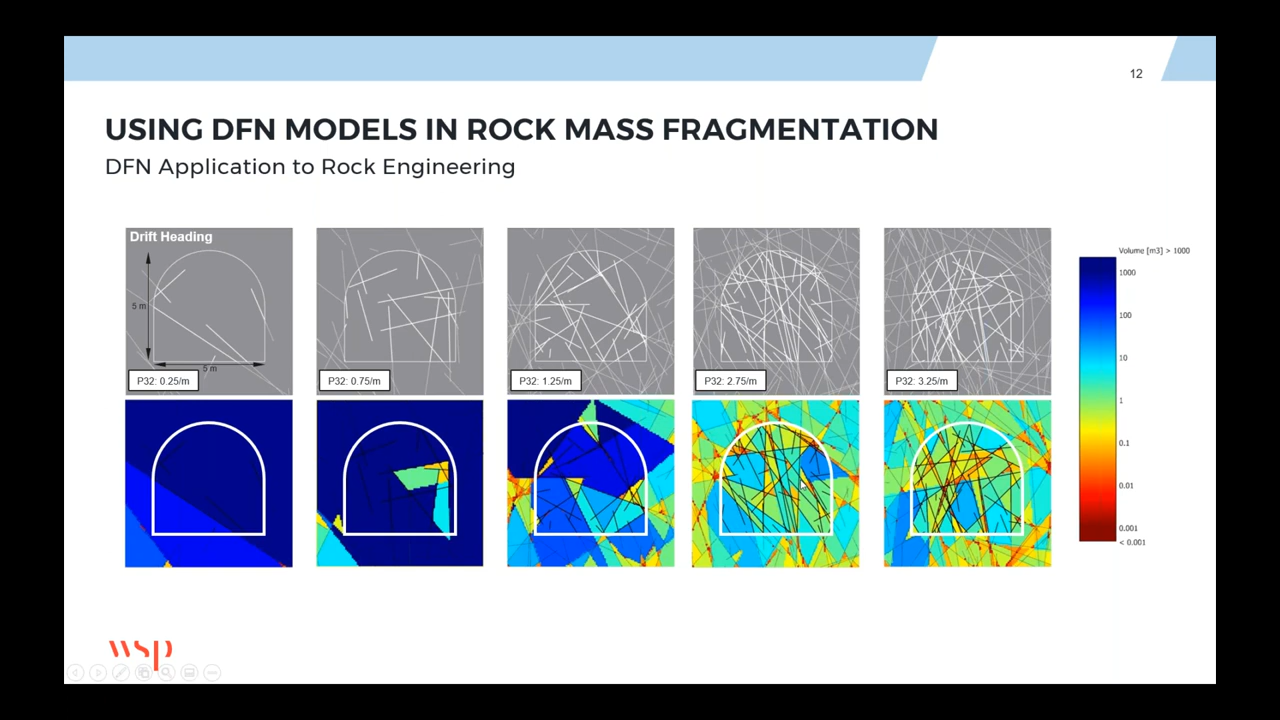 12
USING DFN MODELS IN ROCK MASS FRAGMENTATION
DFN Application to Rock Engineering
Drift Heading
5 m
5 m
P32: 0.25/m
P32: 0.75/m
P32: 1.25/m
P32: 2.75/m
P32: 3.25/m
Volume [m3] > 1000
1000
100
10
1
0.1
0.01
0.001
< 0.001
wsp